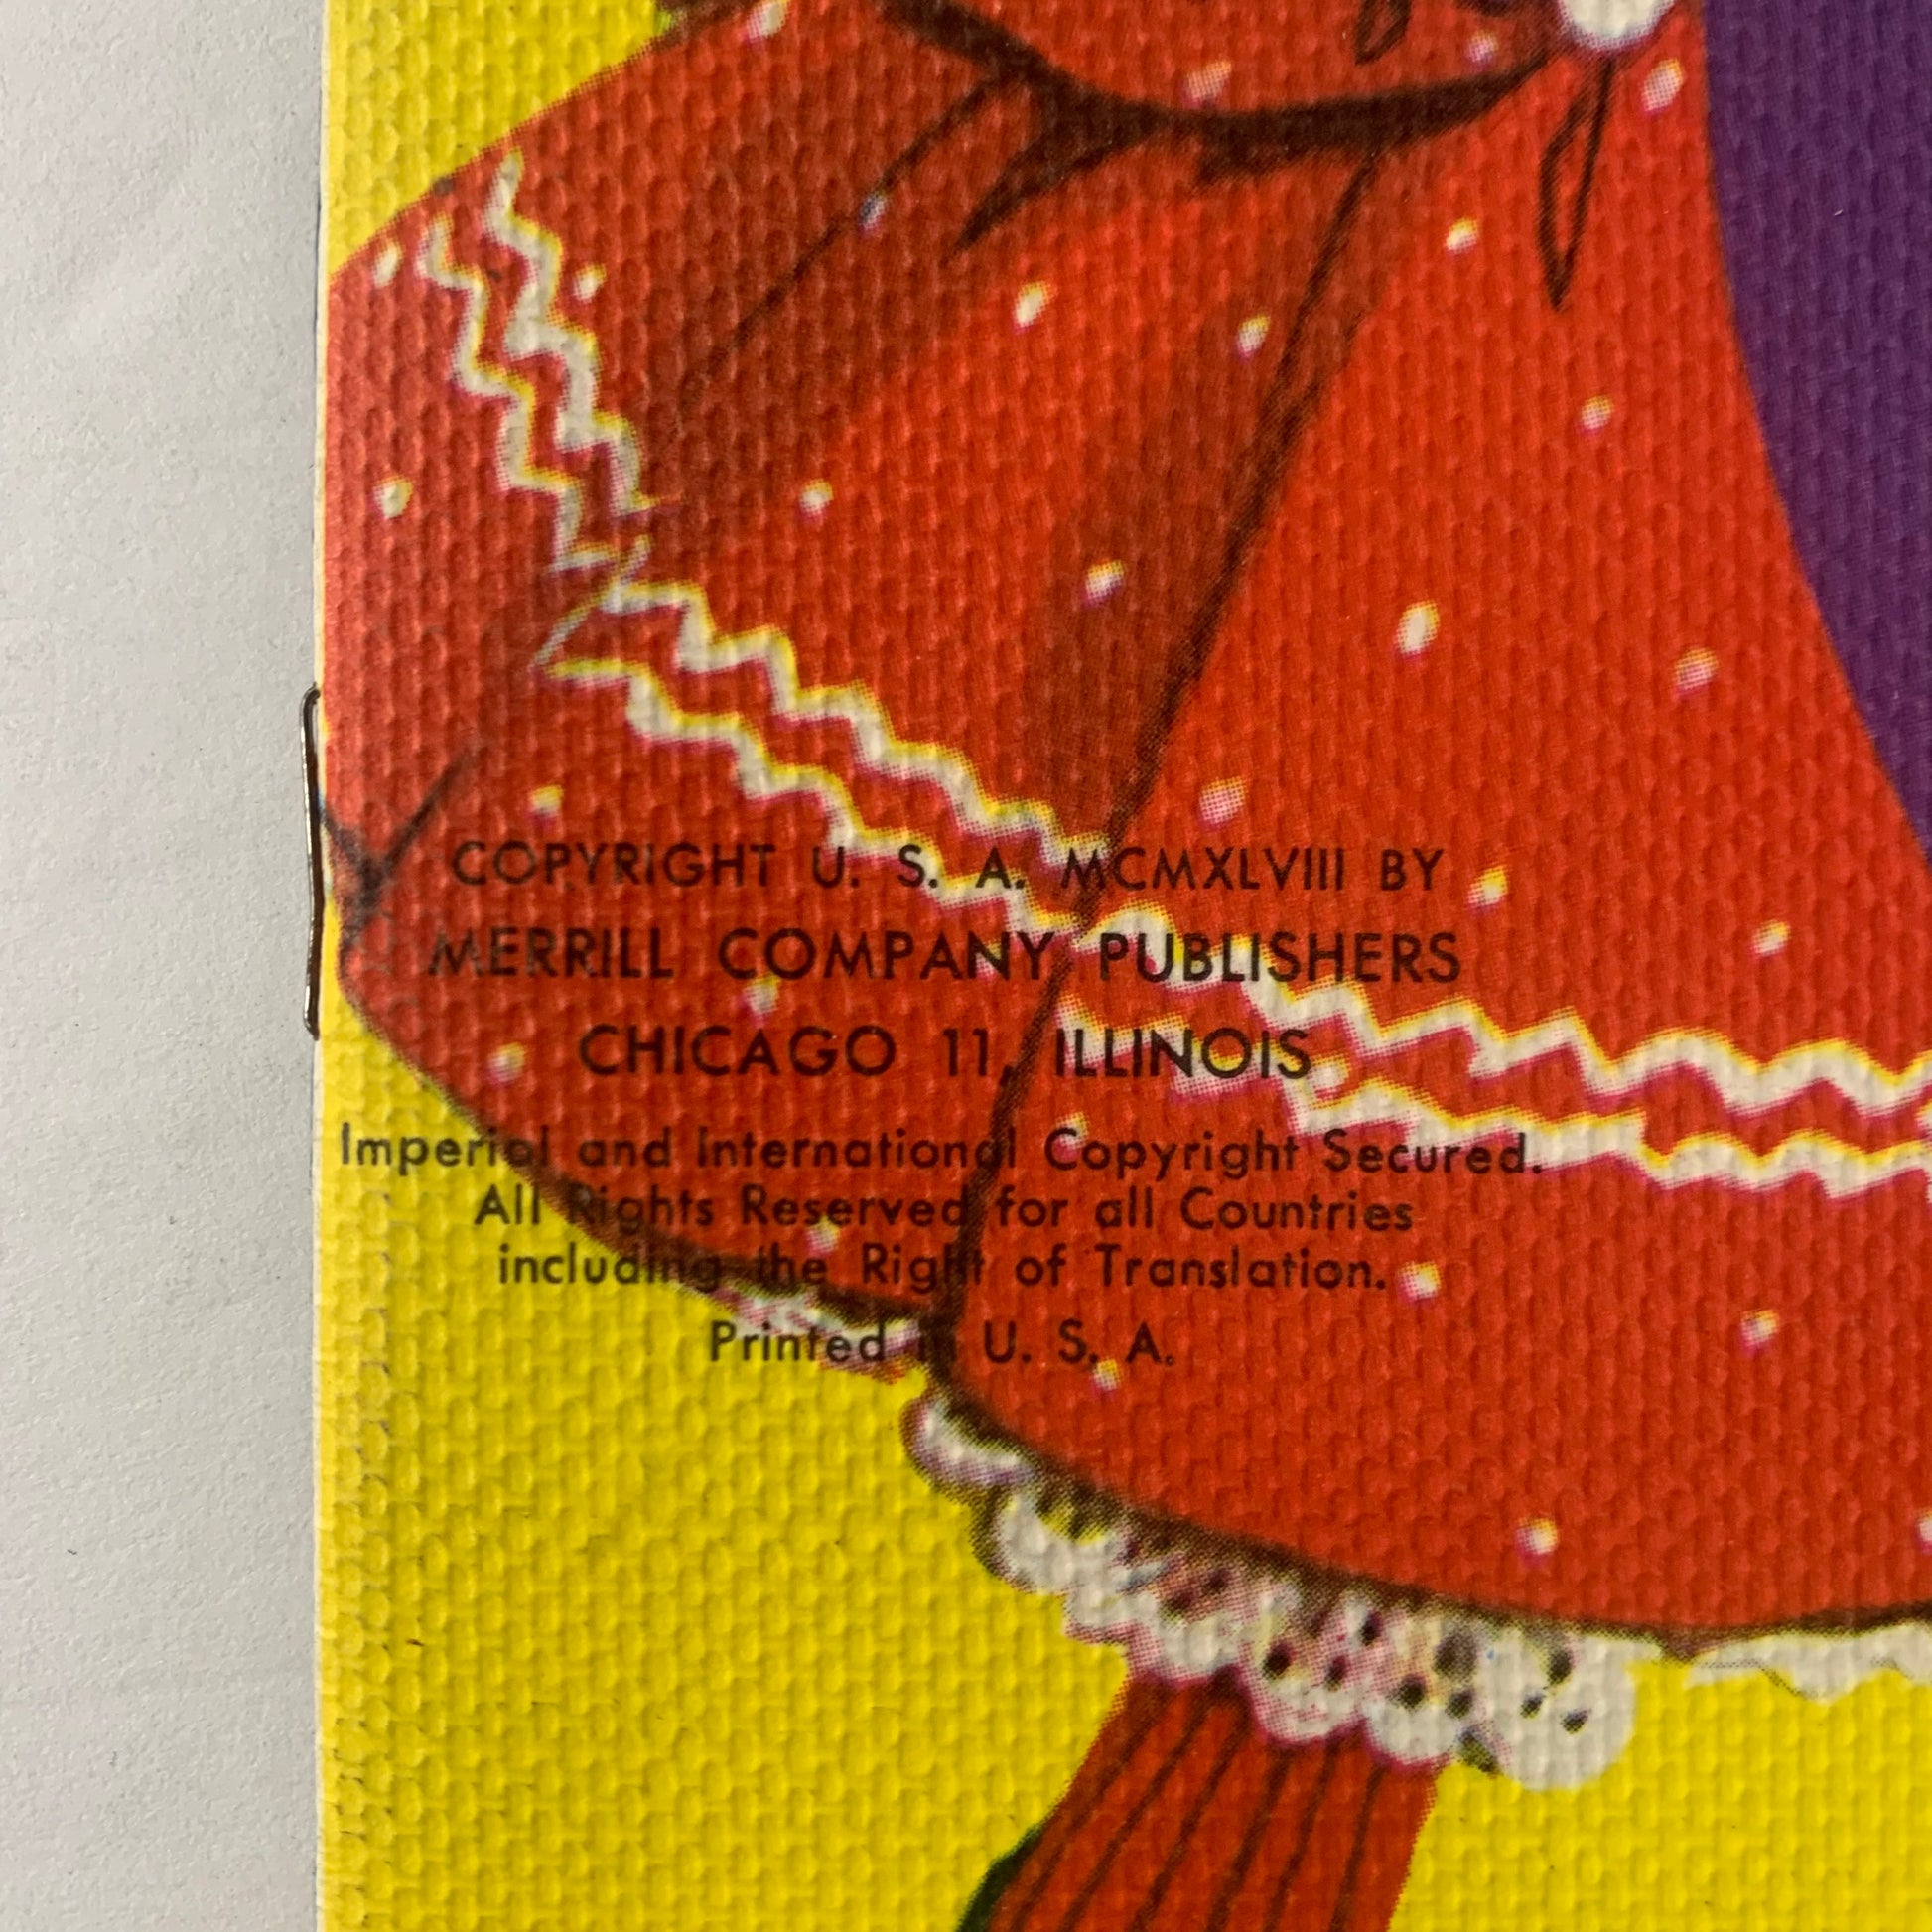 COPYRIGHT U. S. A. MCMXLVIII BY
MERRILL COMPANY PUBLISHERS
CHICAGO 11, ILLINOIS
Imperial and International Copyright Secured.
All Rights Reserved for all Countries
including the Right of Translation.
Printed in U. S. A.